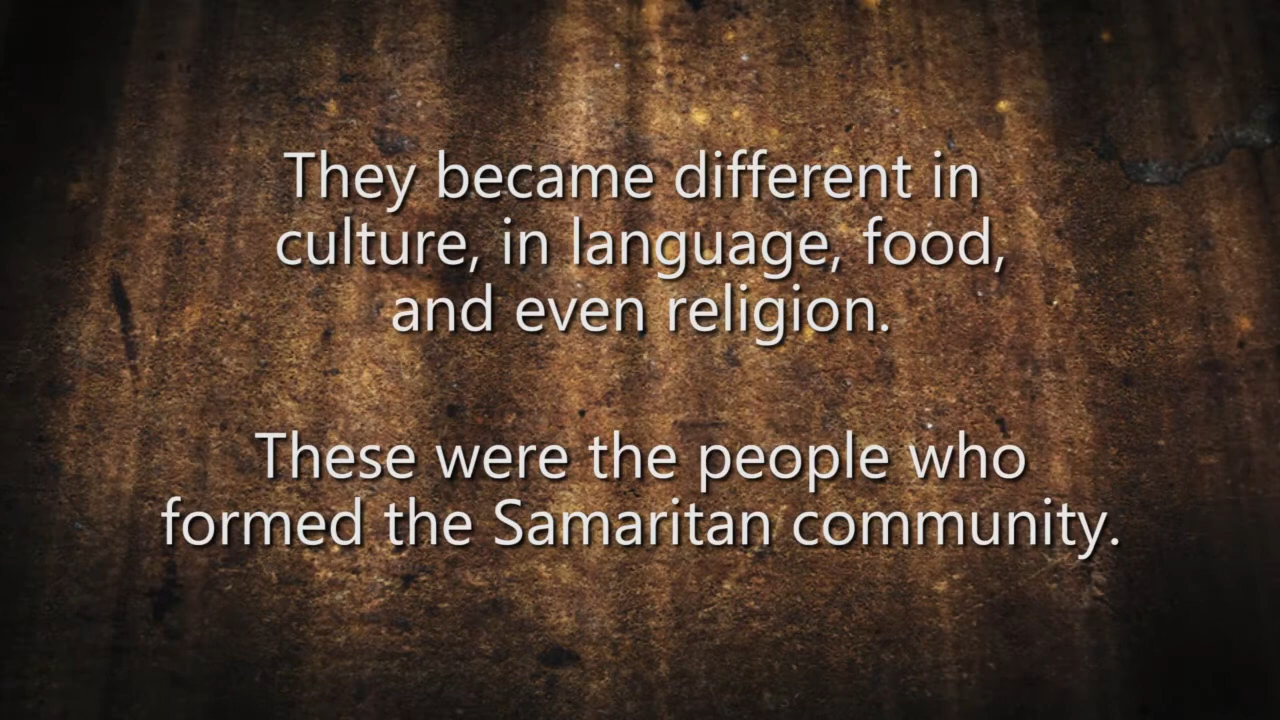 They became different in
culture, in language, food,
and even religion.
These were the people who
formed the Samaritan community.